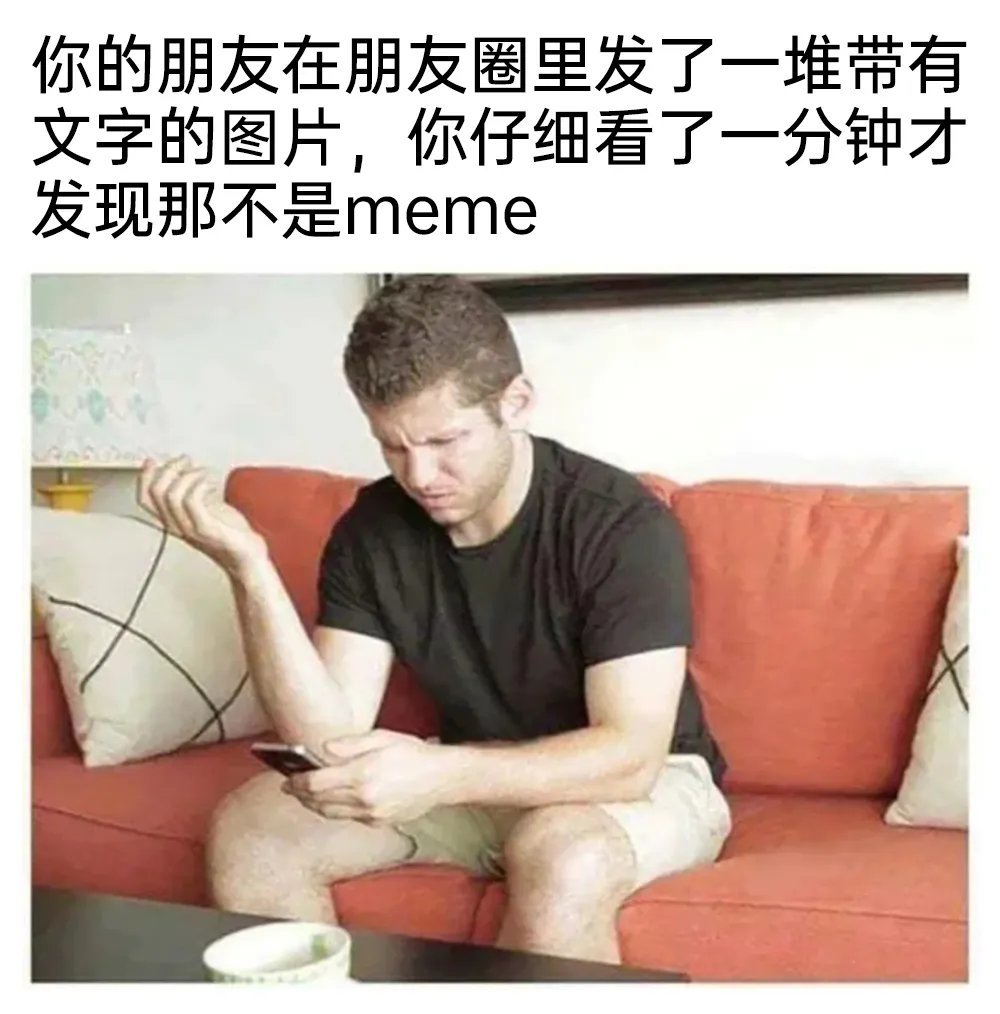 你的朋友在朋友圈里发了一堆带有
文字的图片，你仔细看了一分钟才
发现那不是meme